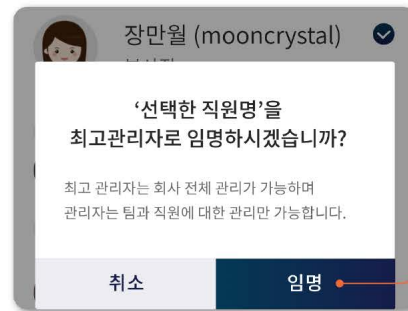 장만월 (mooncrystal)
‘선택한 직원명’을
최고관리자로 임명하시겠습니까?
최고 관리자는 회사 전체 관리가 가능하며
관리자는 팀과 직원에 대한 관리만 가능합니다.
취소
임명